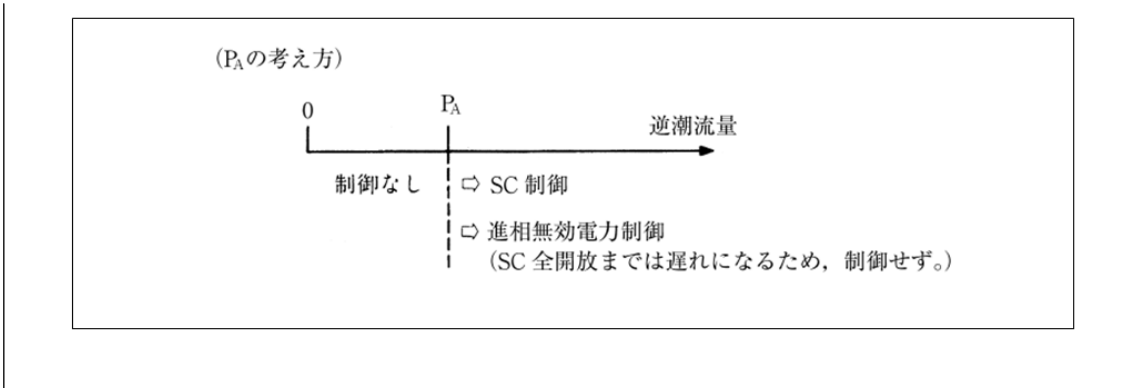 (PAの考え方)
0
PA
逆潮流量
制御なし
⇨ SC 制御
⇨ 進相無効電力制御
(SC 全開放までは遅れになるため，制御せず。)